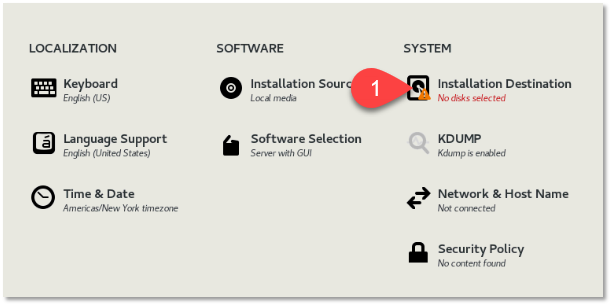 LOCALIZATION
Keyboard
English (US)
Language Support
English (United States)
Time & Date
Americas/New York timezone
SOFTWARE
Installation Sour
Local media
Software Selection
Server with GUI
SYSTEM
1
Installation Destination
No disks selected
KDUMP
Kdump is enabled
Network & Host Name
Not connected
Security Policy
No content found